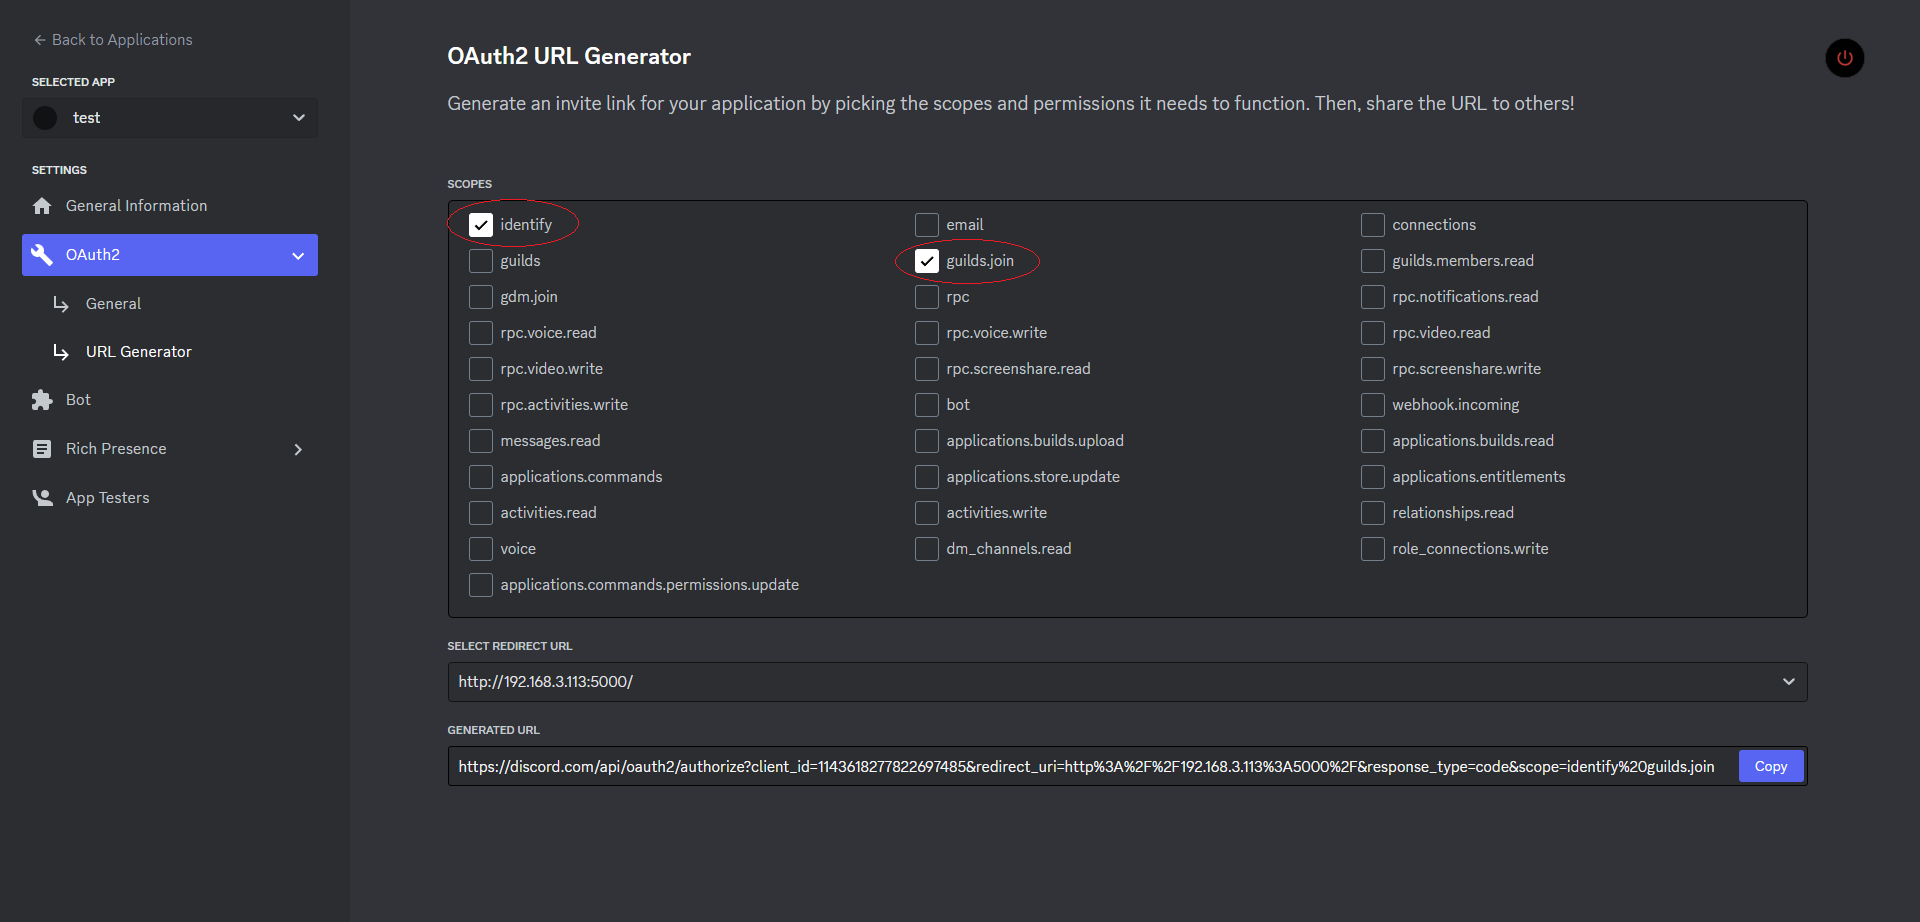 Back to Applications
SELECTED APP
test
SETTINGS
General Information
OAuth2
General
URL Generator
Bot
Rich Presence
App Testers
OAuth2 URL Generator
Generate an invite link for your application by picking the scopes and permissions it needs to function. Then, share the URL to others!
SCOPES
identify email connections
guilds guilds.join guilds.members.read
gdm.join rpc rpc.notifications.read
rpc.voice.read rpc.voice.write rpc.video.read
rpc.video.write rpc.screenshare.read rpc.screenshare.write
rpc.activities.write bot webhook.incoming
messages.read applications.builds.upload applications.builds.read
applications.commands applications.store.update applications.entitlements
activities.read activities.write relationships.read
voice dm_channels.read role_connections.write
applications.commands.permissions.update
SELECT REDIRECT URL
http://192.168.3.113:5000/
GENERATED URL
https://discord.com/api/oauth2/authorize?client_id=1143618277822697485&redirect_uri=http%3A%2F%2F192.168.3.113%3A5000%2F&response_type=code&scope=identify%20guilds.join Copy